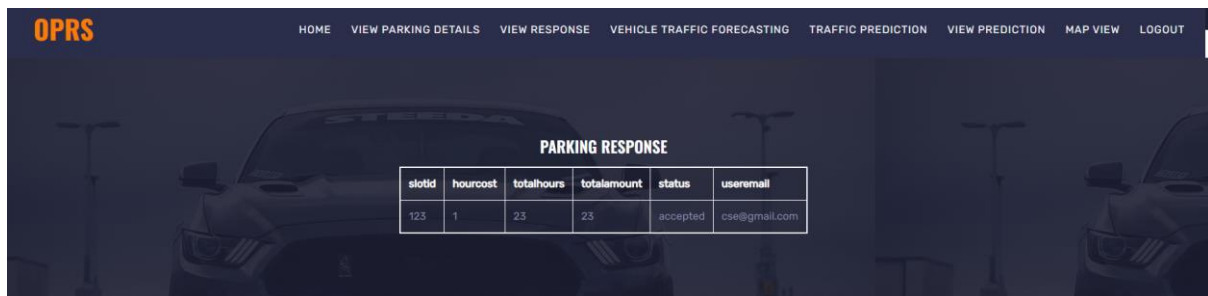 OPRS HOME VIEW PARKING DETAILS VIEW RESPONSE VEHICLE TRAFFIC FORECASTING TRAFFIC PREDICTION VIEW PREDICTION MAP VIEW LOGOUT
STEEDA
PARKING RESPONSE
slotid hourcost totalhours totalamount status useremail
123 1 23 23 accepted cse@gmail.com